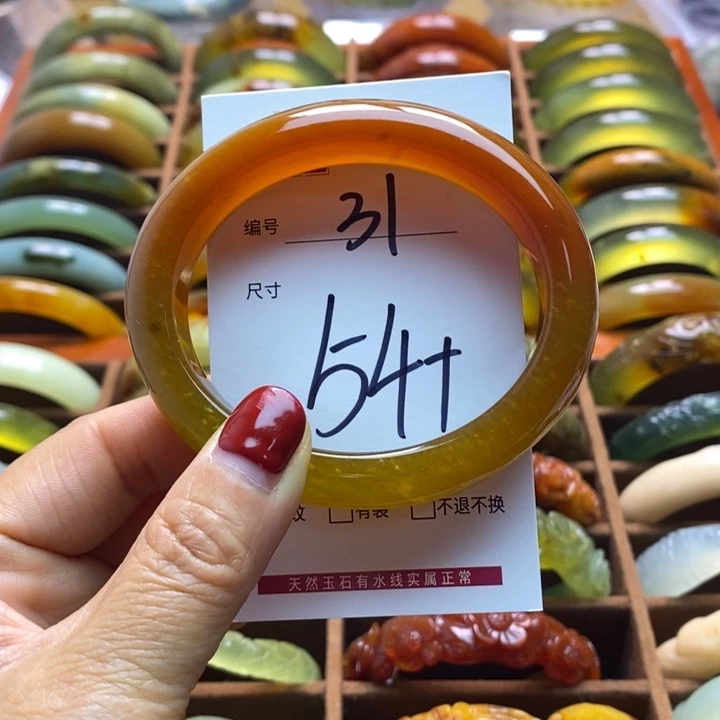 编号 31
尺寸
54+
纹 □有裂 □不退不换
天然玉石有水线实属正常